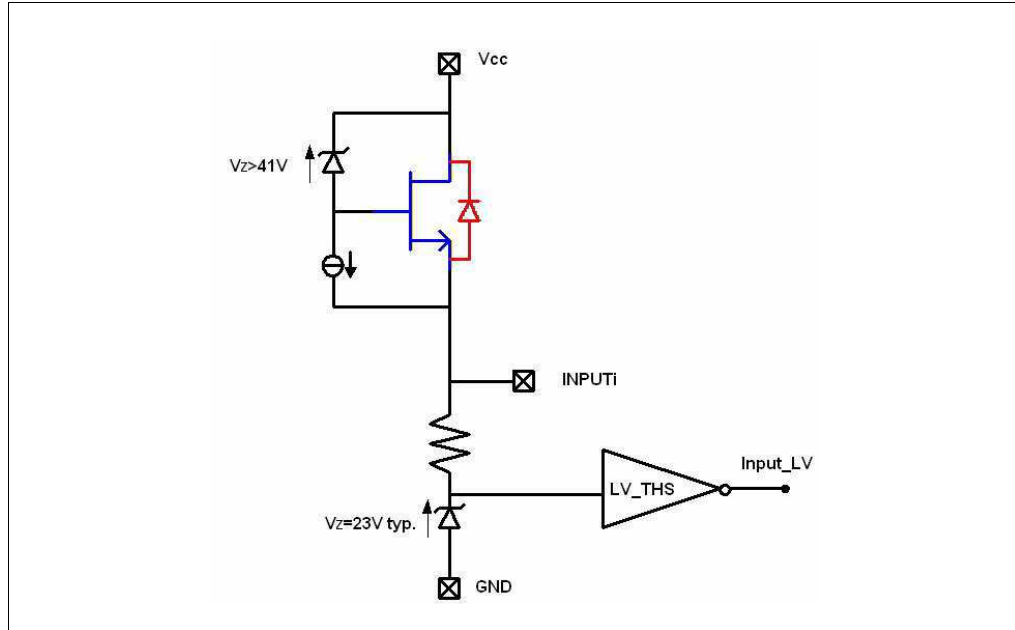 Vcc
Vz>41V
INPUTi
Input_LV
LV_THS
Vz=23V typ.
GND